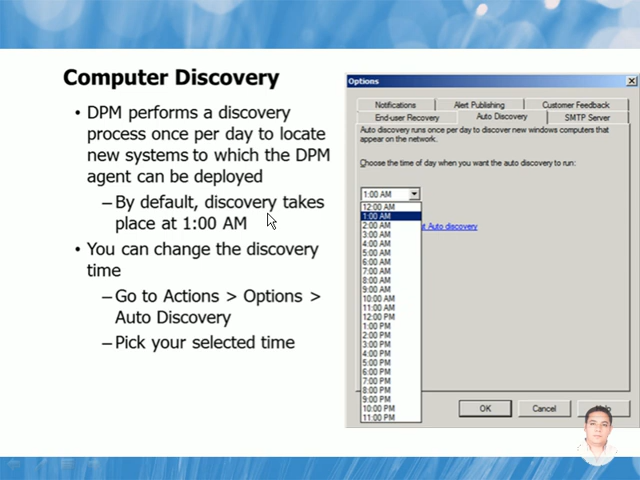 Computer Discovery
• DPM performs a discovery
process once per day to locate
new systems to which the DPM
agent can be deployed
– By default, discovery takes
place at 1:00 AM
• You can change the discovery
time
– Go to Actions > Options >
Auto Discovery
– Pick your selected time
Options
Notifications Alert Publishing Customer Feedback
End-user Recovery Auto Discovery SMTP Server
Auto discovery runs once per day to discover new windows computers that
appear on the network.
Choose the time of day when you want the auto discovery to run:
1:00 AM
12:00 AM
1:00 AM
2:00 AM
3:00 AM
4:00 AM
5:00 AM
6:00 AM
7:00 AM
8:00 AM
9:00 AM
10:00 AM
11:00 AM
12:00 PM
1:00 PM
2:00 PM
3:00 PM
4:00 PM
5:00 PM
6:00 PM
7:00 PM
8:00 PM
9:00 PM
10:00 PM
11:00 PM
Auto discovery
OK Cancel